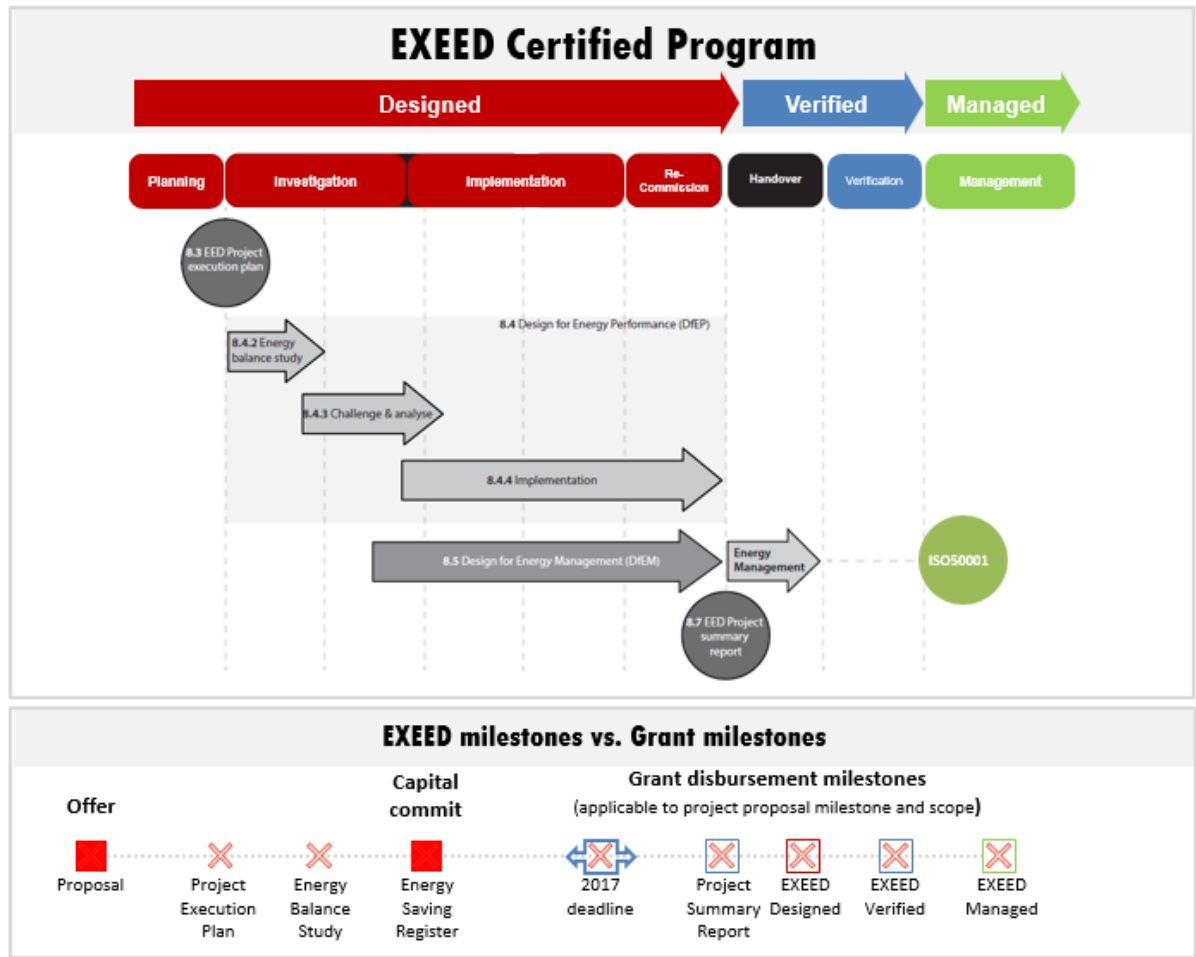 EXEED Certified Program
Designed
Verified
Managed
Planning
Investigation
Implementation
Re-
Commission
Handover
Verification
Management
8.3 EED Project
execution plan
8.4 Design for Energy Performance (DfEP)
8.4.2 Energy
balance study
8.4.3 Challenge & analyse
8.4.4 Implementation
8.5 Design for Energy Management (DfEM)
Energy
Management
ISO50001
8.7 EED Project
summary
report
EXEED milestones vs. Grant milestones
Offer
Capital
commit
Grant disbursement milestones
(applicable to project proposal milestone and scope)
Proposal
Project
Execution
Plan
Energy
Balance
Study
Energy
Saving
Register
2017
deadline
Project
Summary
Report
EXEED
Designed
EXEED
Verified
EXEED
Managed